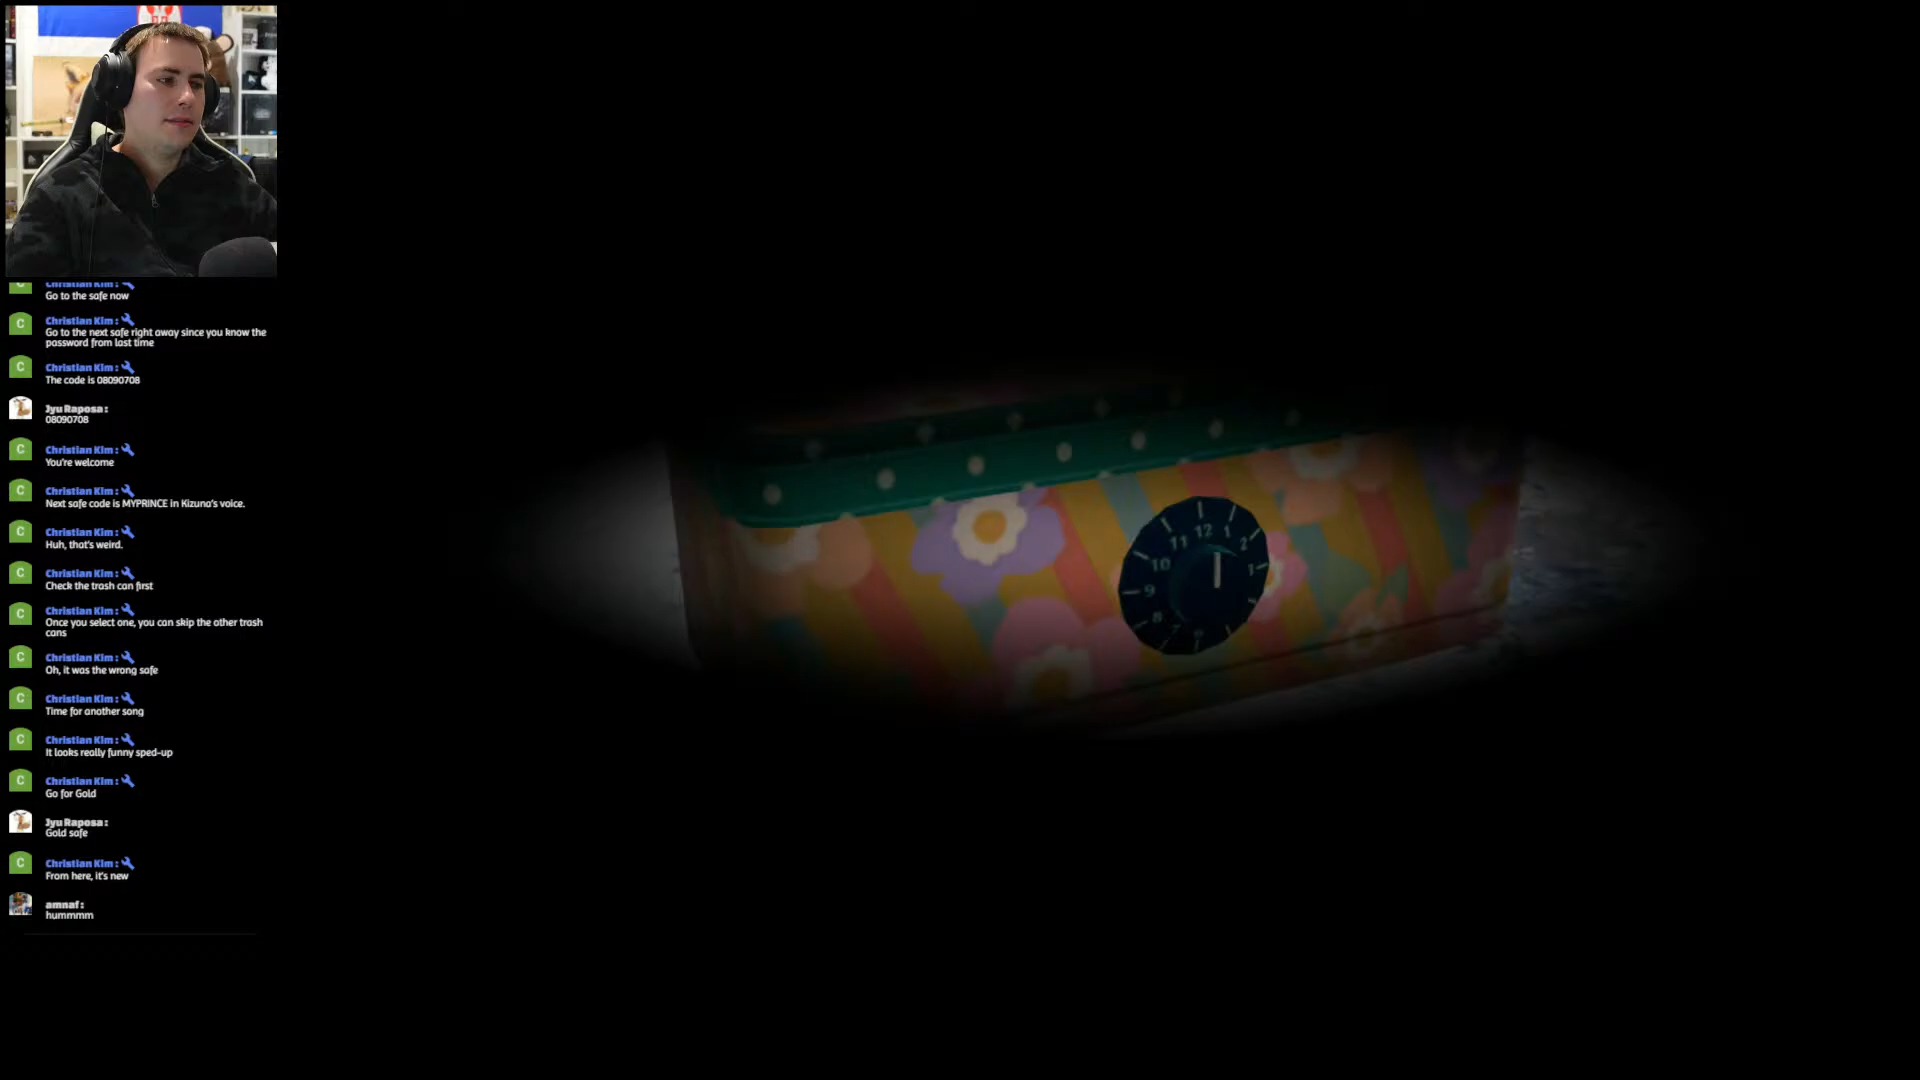 Christian Kim :
Go to the safe now
Christian Kim :
Go to the next safe right away since you know the
password from last time
Christian Kim :
The code is 08090708
Jyu Raposa :
08090708
Christian Kim :
You're welcome
Christian Kim :
Next safe code is MYPRINCE in Kizuna's voice.
Christian Kim :
Huh, that's weird.
Christian Kim :
Check the trash can first
Christian Kim :
Once you select one, you can skip the other trash
cans
Christian Kim :
Oh, it was the wrong safe
Christian Kim :
Time for another song
Christian Kim :
It looks really funny sped-up
Christian Kim :
Go for Gold
Jyu Raposa :
Gold safe
Christian Kim :
From here, it's new
amnaf :
hummmm
C
C
C
C
C
C
C
C
C
C
C
C
C
12
1
2
11
10
9
8
7
6